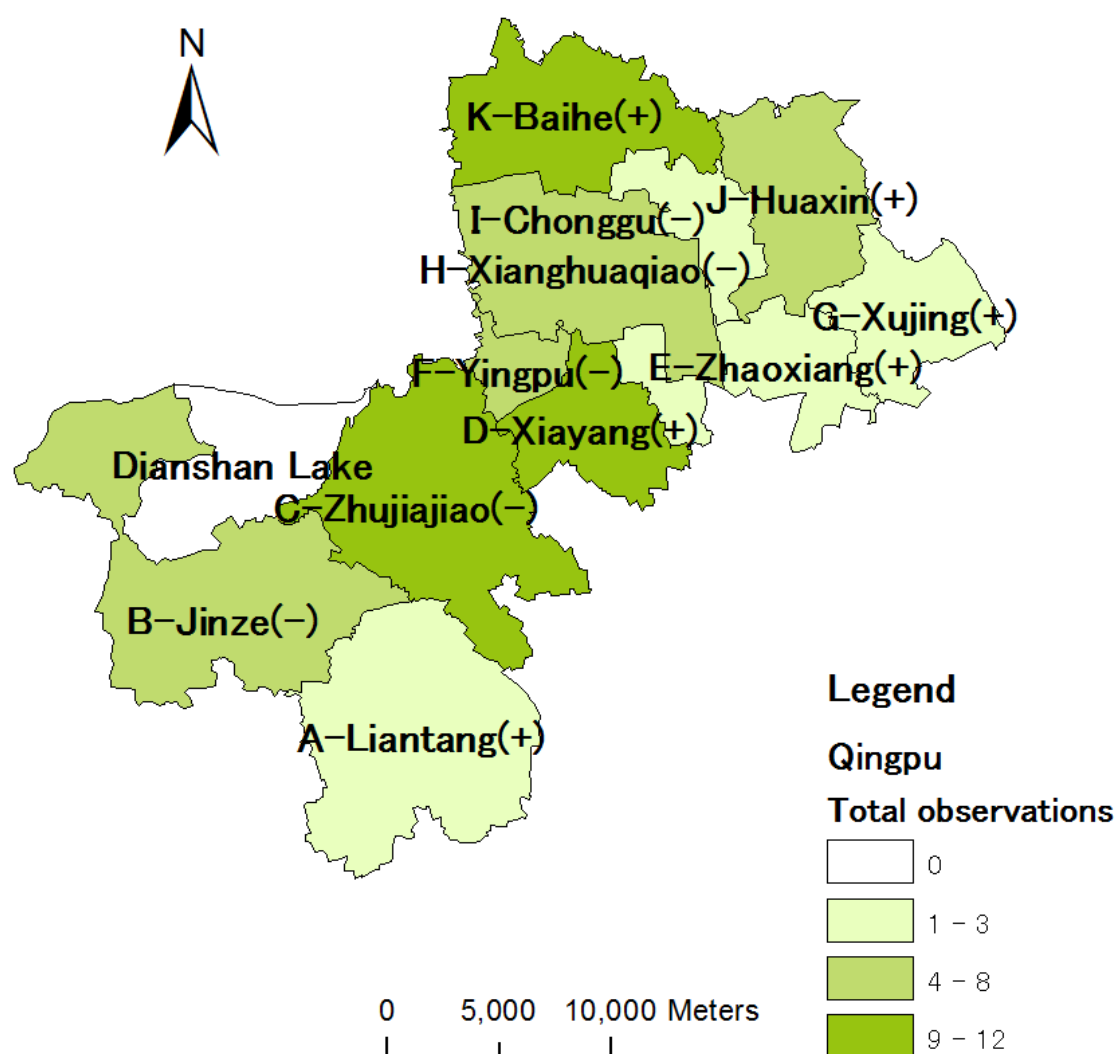 N
K-Baihe(+)
J-Huaxin(+)
I-Chonggu(-)
H-Xianghuaqiao(-)
G-Xujing(+)
E-Zhaoxiang(+)
F-Yingpu(-)
D-Xiayang(+)
Dianshan Lake
C-Zhujiajiao(-)
B-Jinze(-)
A-Liantang(+)
Legend
Qingpu
Total observations
0
1 - 3
4 - 8
9 - 12
0 5,000 10,000 Meters